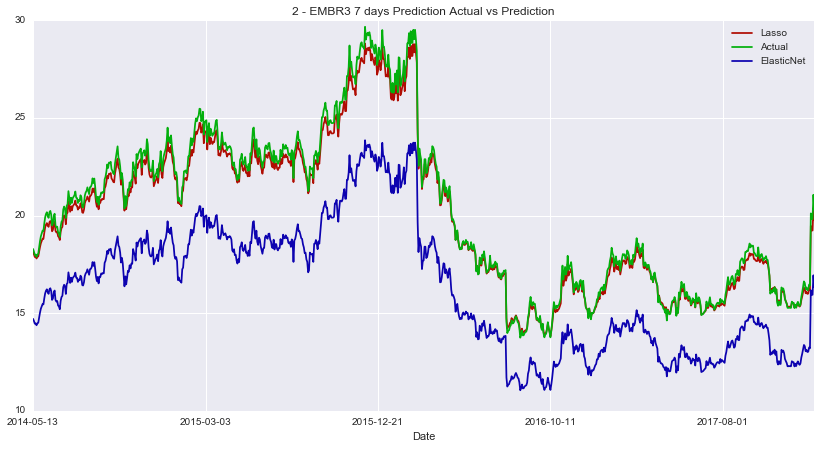 2 - EMBR3 7 days Prediction Actual vs Prediction
30
25
20
15
10
Lasso
Actual
ElasticNet
2014-05-13
2015-03-03
2015-12-21
2016-10-11
2017-08-01
Date